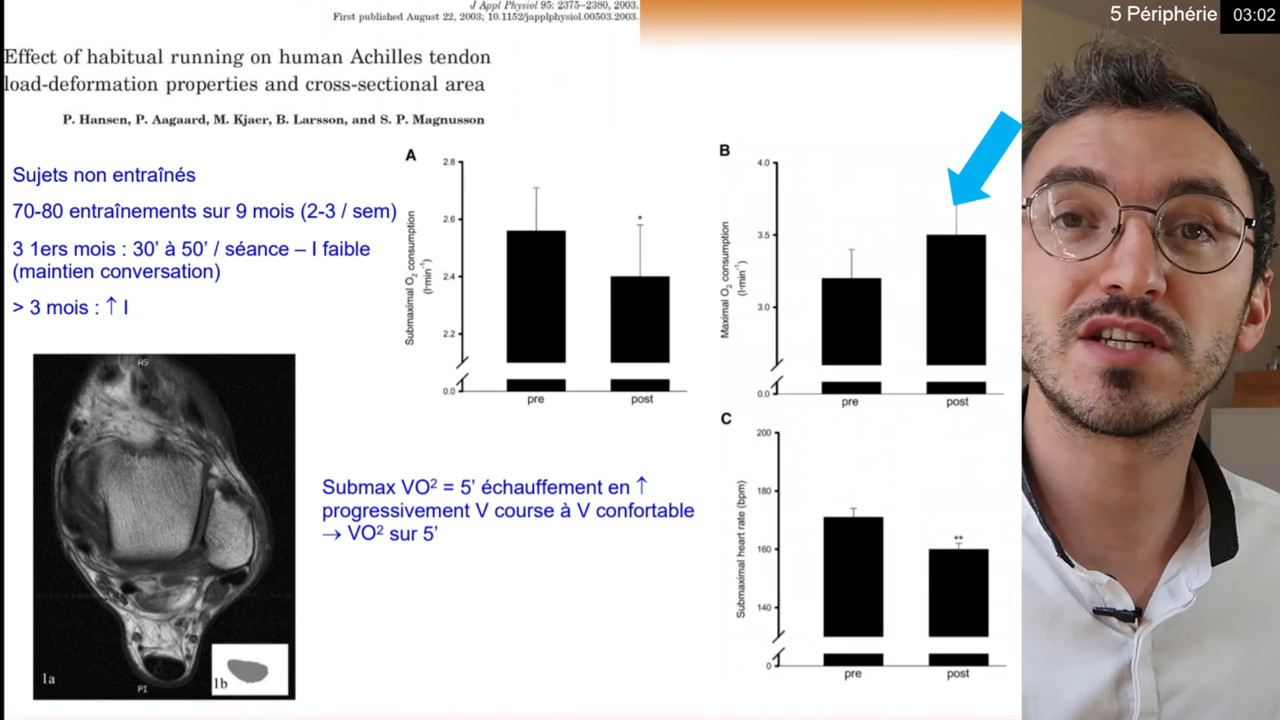 J Appl Physiol 95: 2375–2380, 2003.
First published August 22, 2003; 10.1152/japplphysiol.00503.2003.
5 Périphérie
03:02
Effect of habitual running on human Achilles tendon
load-deformation properties and cross-sectional area
P. Hansen, P. Aagaard, M. Kjaer, B. Larsson, and S. P. Magnusson
Sujets non entraînés
70-80 entraînements sur 9 mois (2-3 / sem)
3 1ers mois : 30’ à 50’ / séance – I faible
(maintien conversation)
> 3 mois : ↑ I
A
Submaximal O2 consumption
(l·min-1)
2.8
2.6
2.4
2.2
0.0
*
pre
post
B
Maximal O2 consumption
(l·min-1)
4.0
3.5
3.0
0.0
pre
post
C
Submaximal heart rate (bpm)
200
180
160
140
0
**
pre
post
Submax VO² = 5’ échauffement en ↑
progressivement V course à V confortable
→ VO² sur 5’
AS
1a
PI
1b